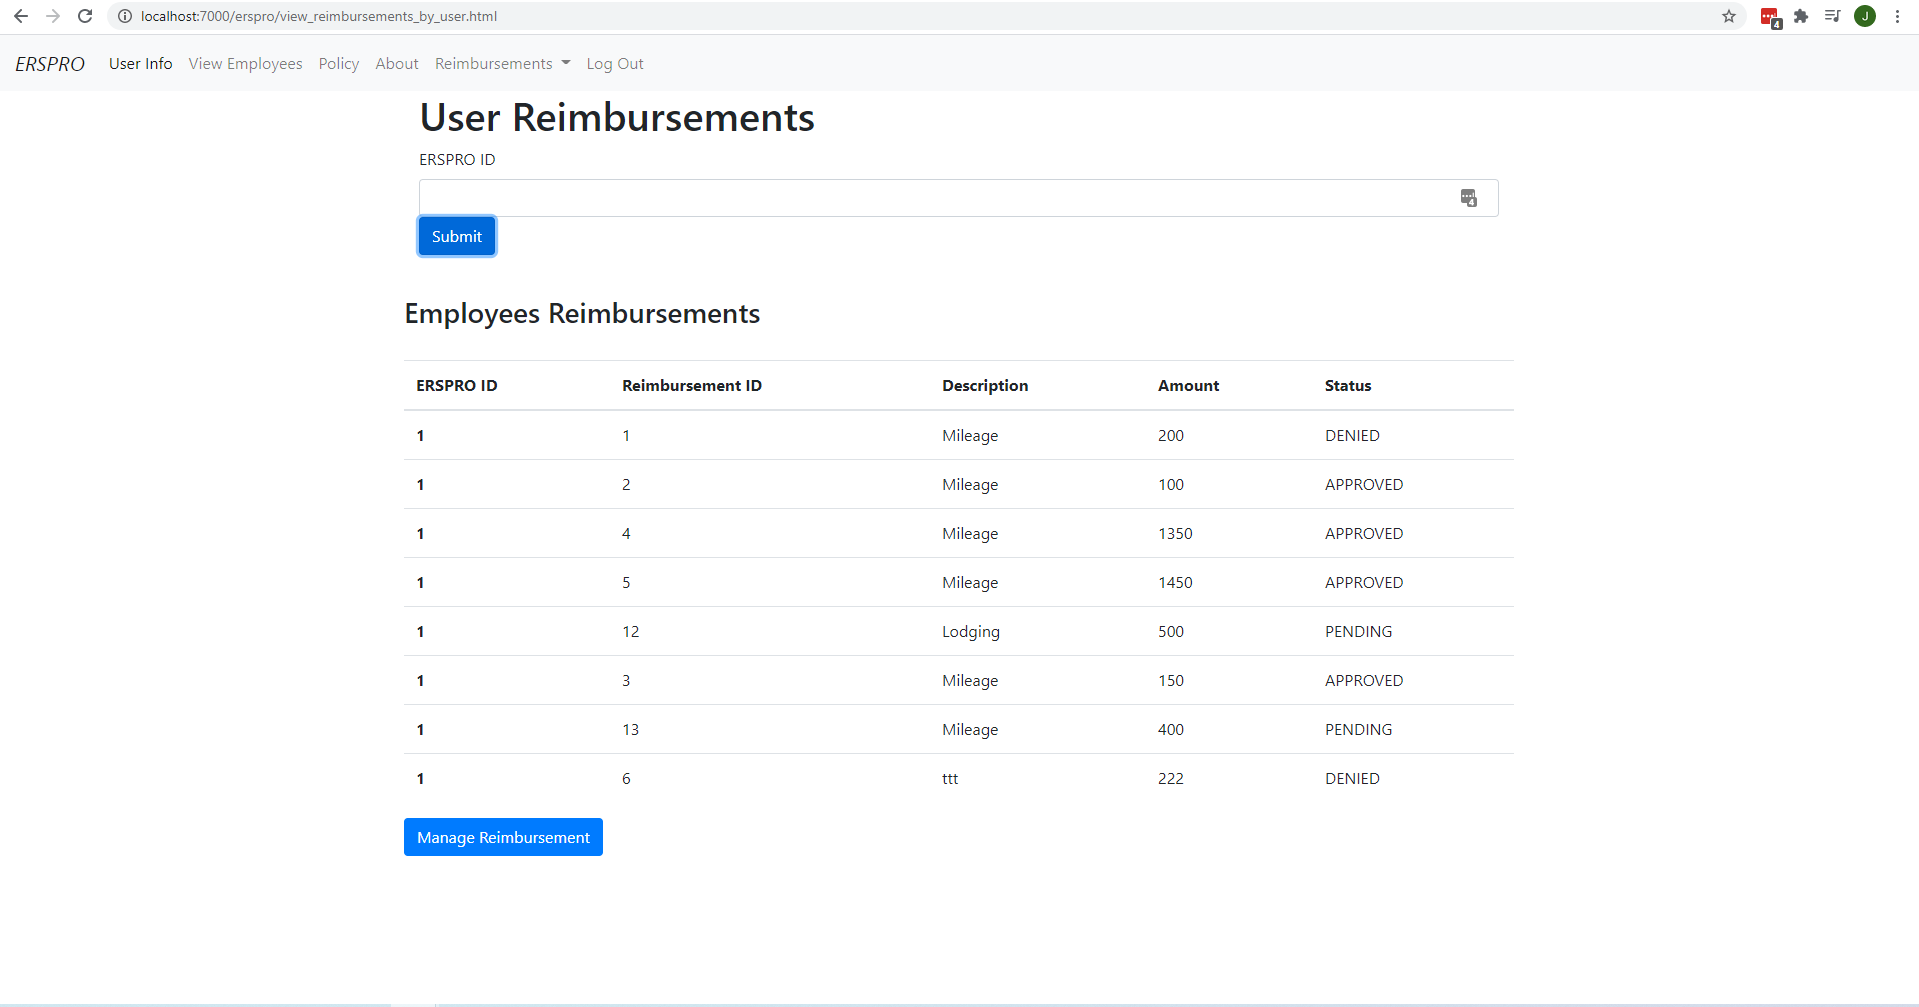 localhost:7000/erspro/view_reimbursements_by_user.html
4
J
ERSPRO User Info View Employees Policy About Reimbursements Log Out
User Reimbursements
ERSPRO ID
4
Submit
Employees Reimbursements
ERSPRO ID Reimbursement ID Description Amount Status
1 1 Mileage 200 DENIED
1 2 Mileage 100 APPROVED
1 4 Mileage 1350 APPROVED
1 5 Mileage 1450 APPROVED
1 12 Lodging 500 PENDING
1 3 Mileage 150 APPROVED
1 13 Mileage 400 PENDING
1 6 ttt 222 DENIED
Manage Reimbursement